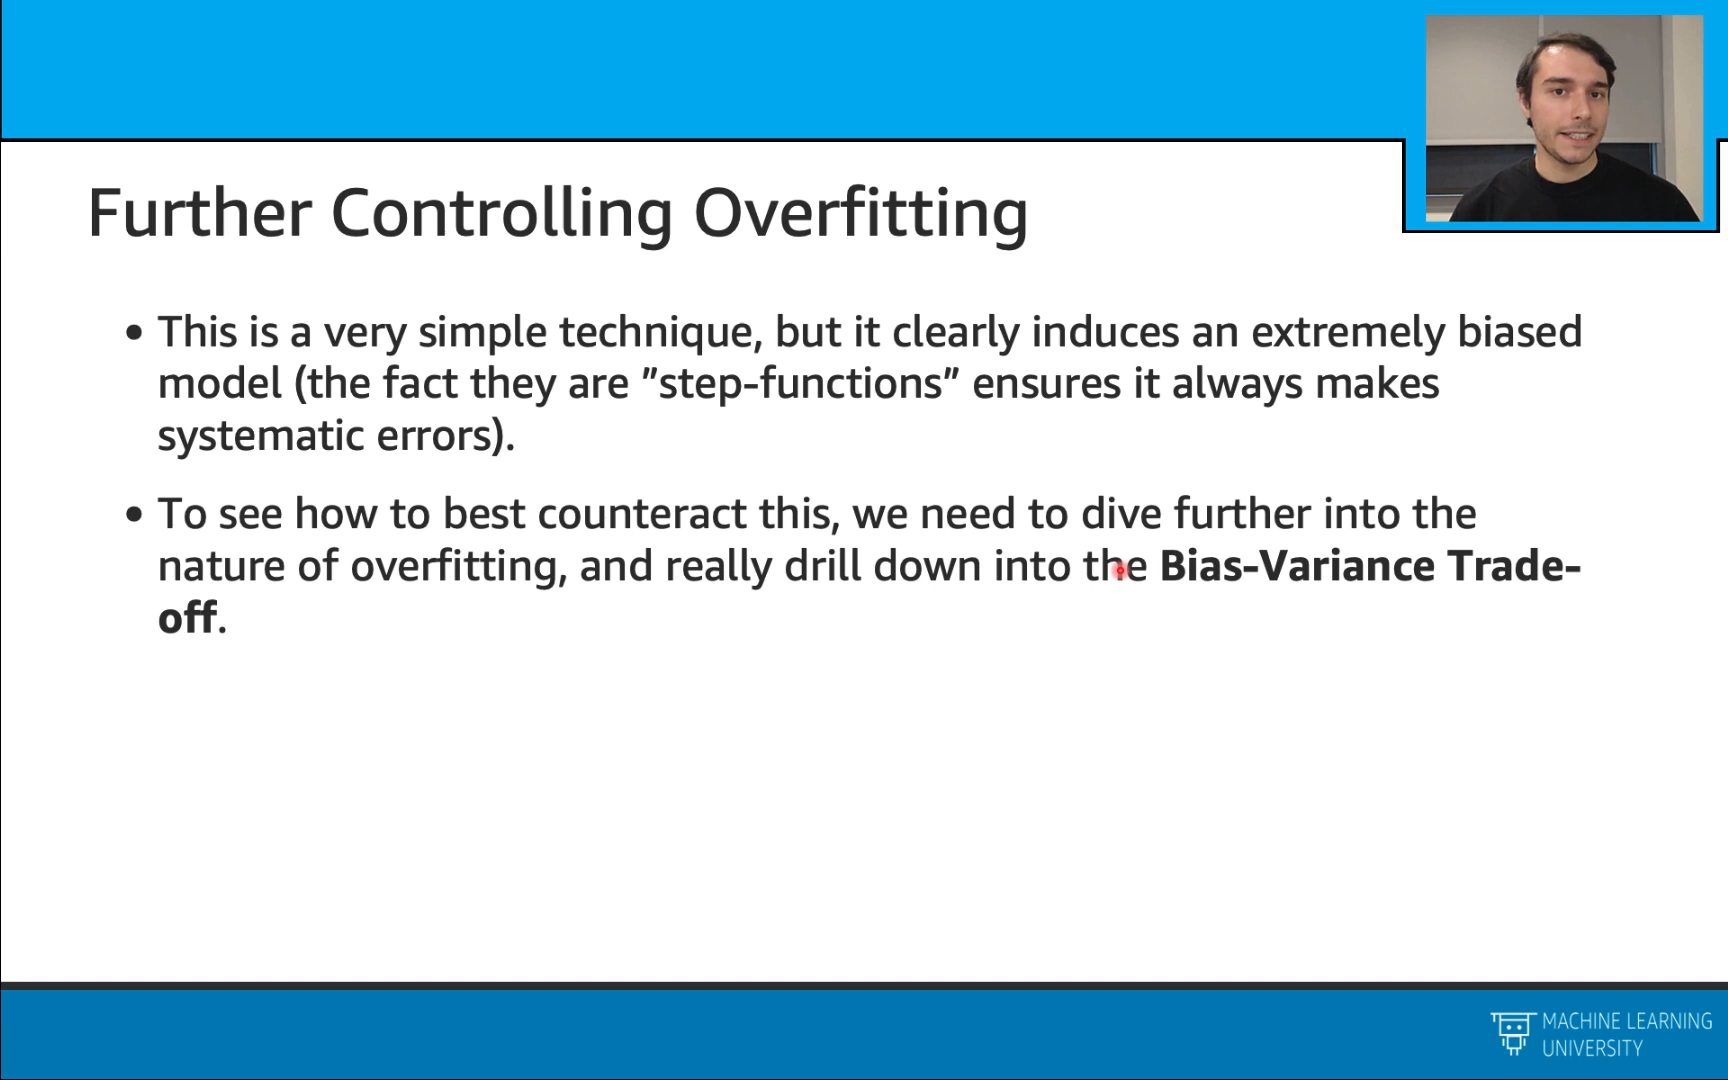 Further Controlling Overfitting
• This is a very simple technique, but it clearly induces an extremely biased
model (the fact they are ”step-functions” ensures it always makes
systematic errors).
• To see how to best counteract this, we need to dive further into the
nature of overfitting, and really drill down into the Bias-Variance Trade-
off.
MACHINE LEARNING
UNIVERSITY